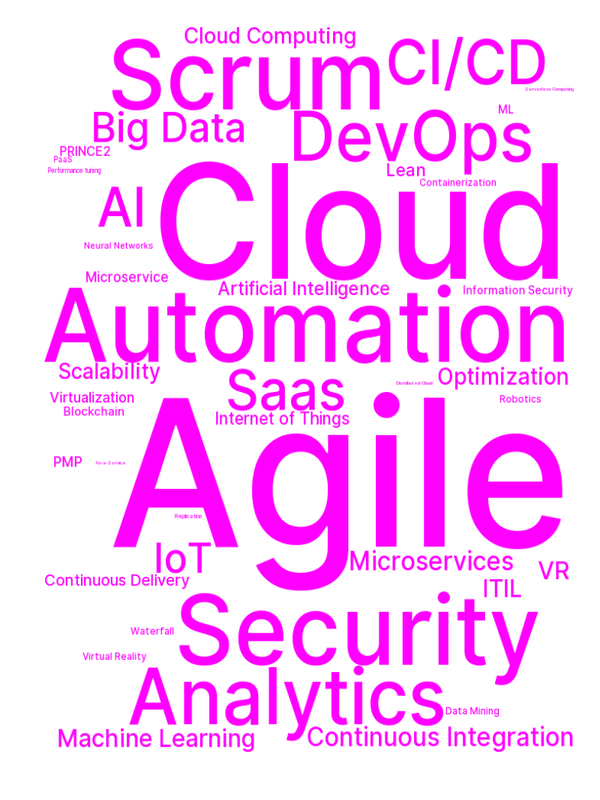 Cloud Computing
Scrum
CI/CD
Serverless Computing
Big Data
DevOps
ML
PRINCE2
PaaS
Performance tuning
Lean
Containerization
AI
Cloud
Neural Networks
Microservice
Artificial Intelligence
Information Security
Automation
Scalability
Saas
Distributed Cloud
Optimization
Virtualization
Robotics
Blockchain
Internet of Things
Agile
PMP
As-a-Service
Replication
IoT
Microservices
VR
Continuous Delivery
ITIL
Security
Waterfall
Virtual Reality
Analytics
Data Mining
Machine Learning
Continuous Integration